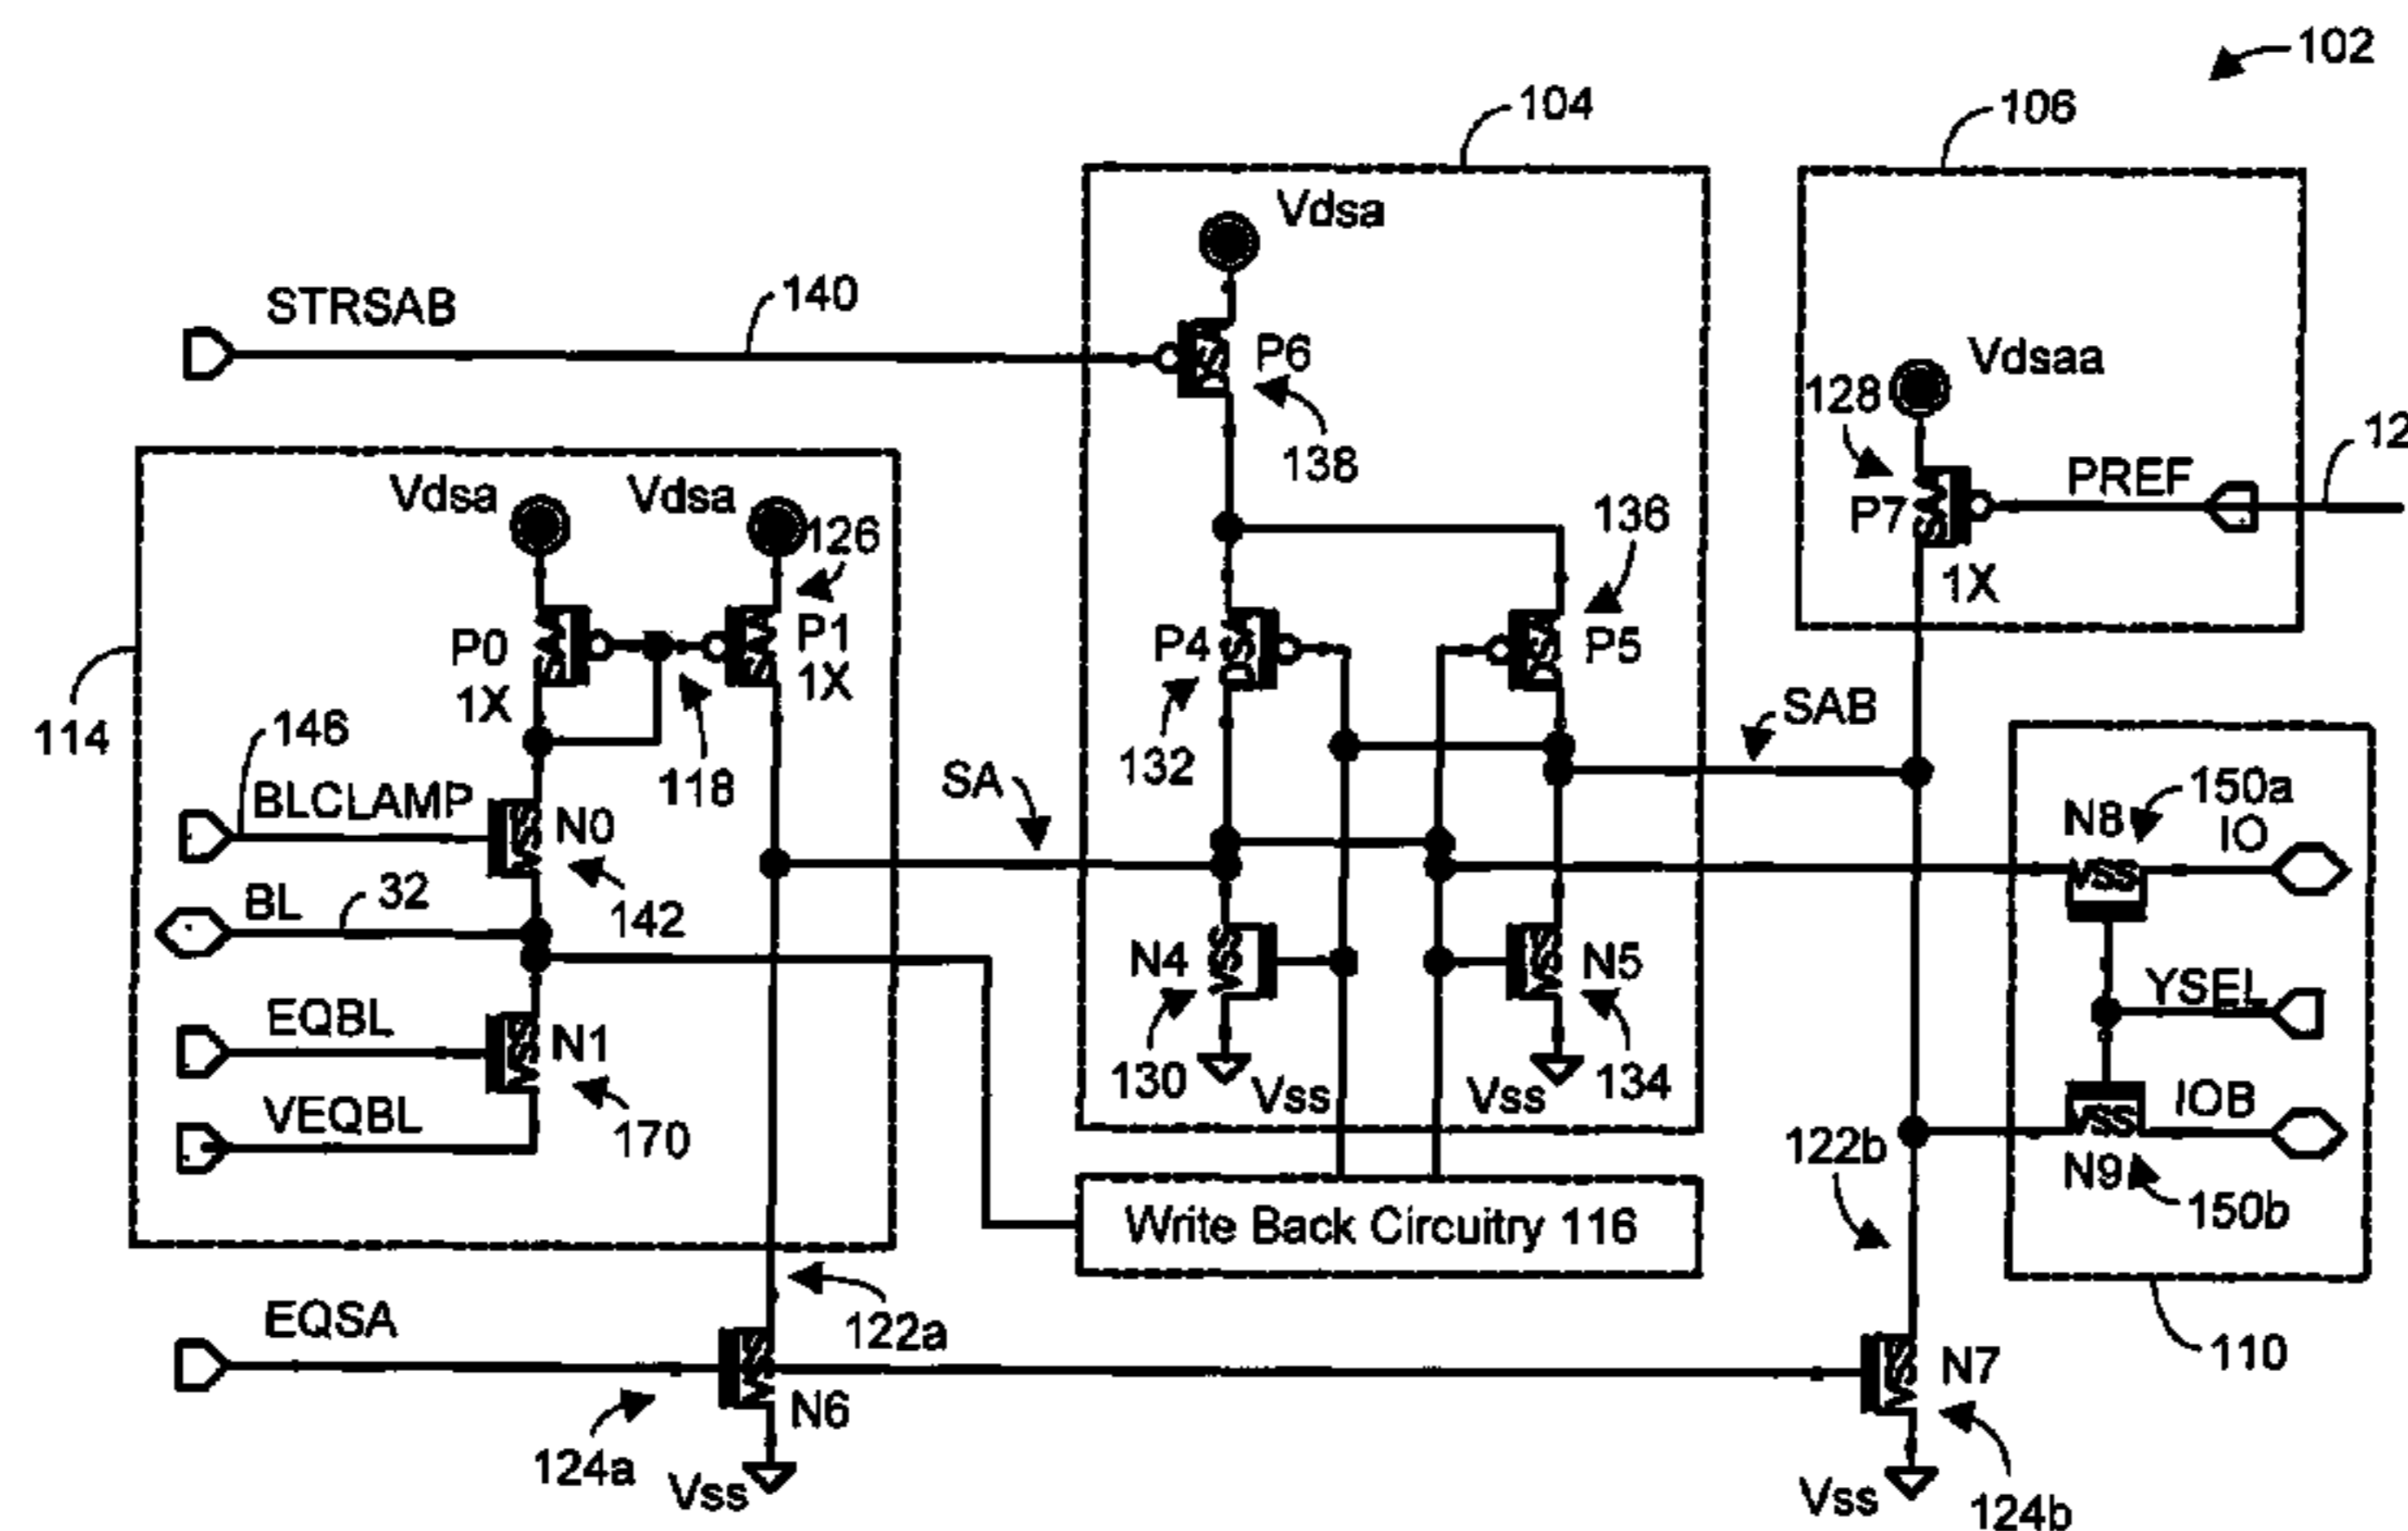 102
104
106
Vdsa
STRSAB
140
P6
138
Vdsaa
128
PREF
12
P7
1X
114
Vdsa
Vdsa
126
P0
1X
P1
1X
118
136
P4
P5
132
SAB
SA
146
BLCLAMP
N0
142
BL
32
EQBL
N1
VEQBL
170
N4
130
Vss
N5
134
Vss
150a
N8
IO
YSEL
IOB
N9
150b
122b
110
Write Back Circuitry 116
122a
EQSA
N6
124a
Vss
N7
124b
Vss